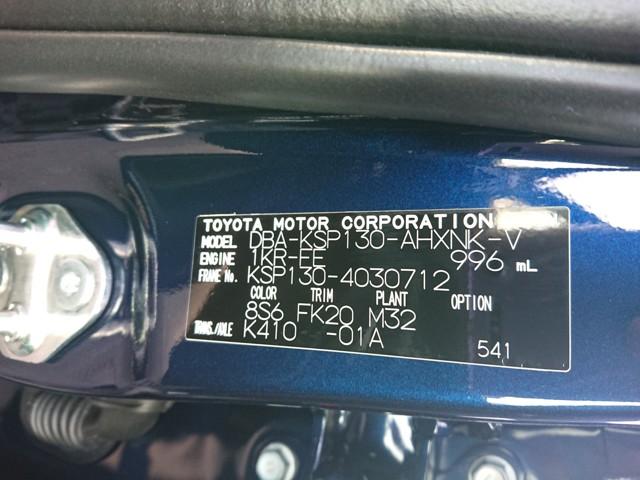 TOYOTA MOTOR CORPORATION
MODEL DBA-KSP130-AHXNK-V
ENGINE 1KR-FE 996 mL
FRAME No. KSP130-4030712
COLOR TRIM PLANT OPTION
8S6 FK20 M32
TRANS./AXLE K410 -01A
541